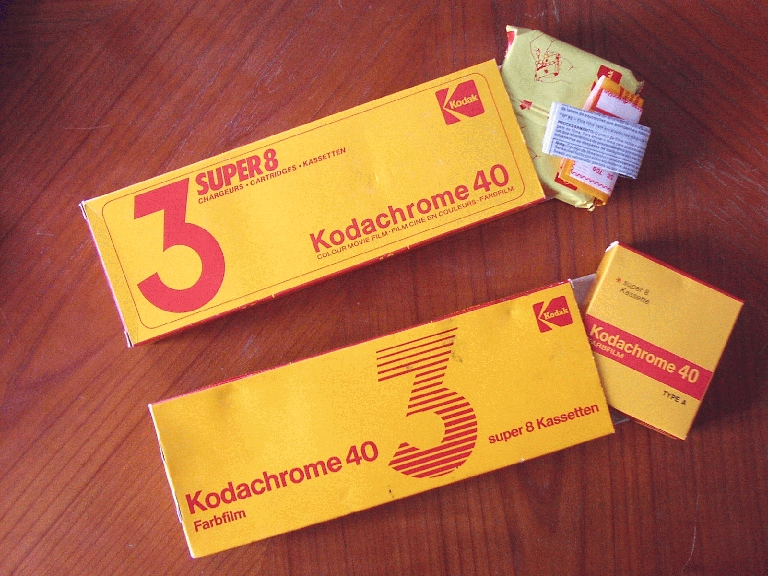 3
SUPER 8
CHARGEURS • CARTRIDGES • KASSETTEN
Kodak
Kodachrome 40
COLOUR MOVIE FILM • FILM CINÉ EN COULEURS • FARBFILM
super 8
Kassette
Kodachrome 40
FARBFILM
TYPE A
Kodak
3
Kodachrome 40
super 8 Kassetten
Farbfilm